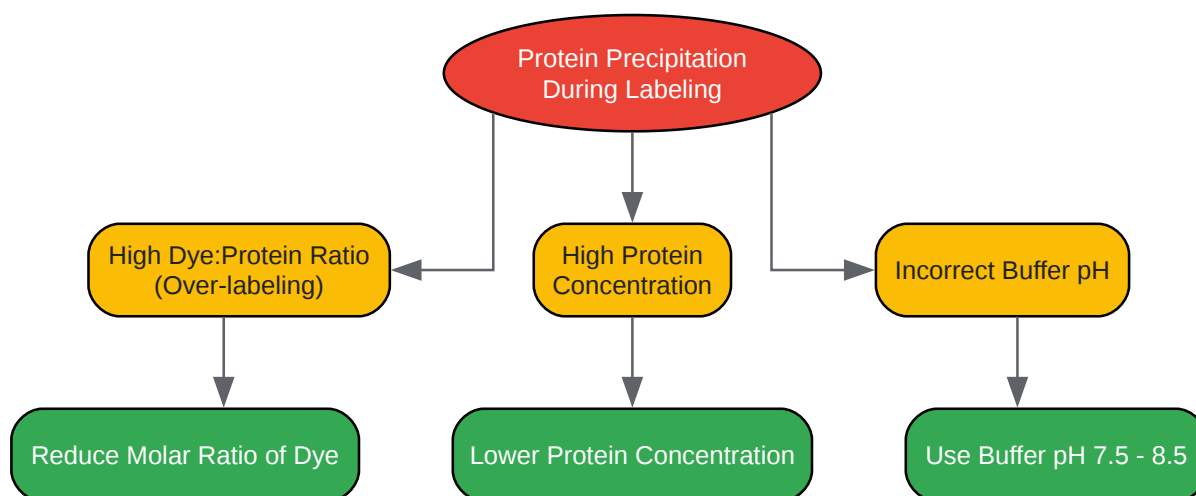 Protein Precipitation
During Labeling
High Dye:Protein Ratio
(Over-labeling)
High Protein
Concentration
Incorrect Buffer pH
Reduce Molar Ratio of Dye
Lower Protein Concentration
Use Buffer pH 7.5 - 8.5